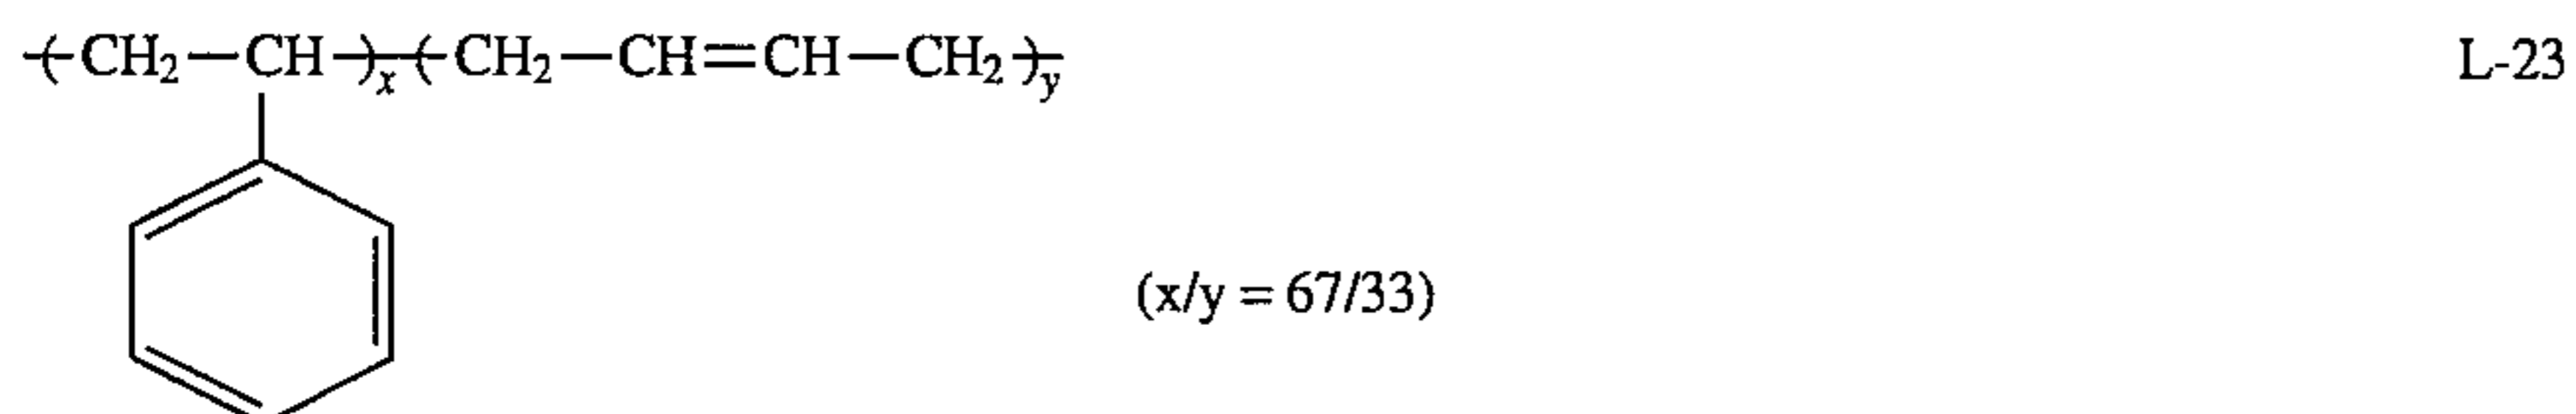 -(CH₂—CH)x(CH₂—CH=CH—CH₂)y L-23
(x/y = 67/33)